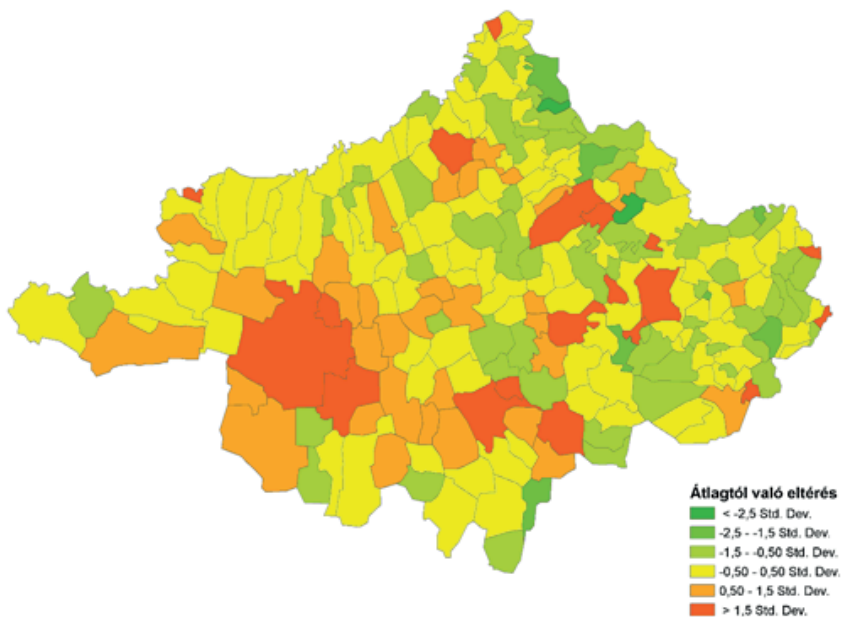 Átlagtól való eltérés
< -2,5 Std. Dev.
-2,5 - -1,5 Std. Dev.
-1,5 - -0,50 Std. Dev.
-0,50 - 0,50 Std. Dev.
0,50 - 1,5 Std. Dev.
> 1,5 Std. Dev.